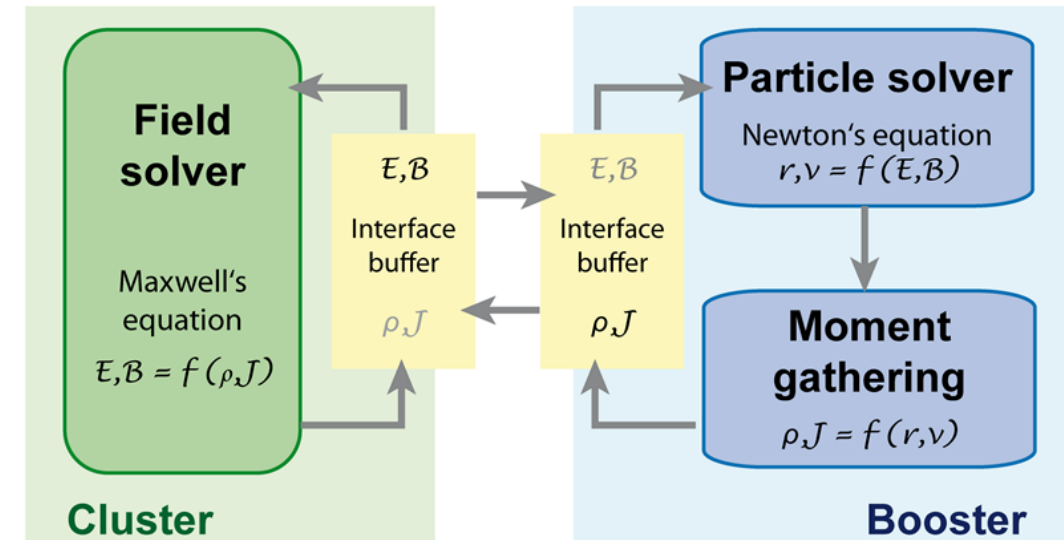 Field
solver
Maxwell‘s
equation
E,B = f(ρ,J)
Cluster
E,B
Interface
buffer
ρ,J
E,B
Interface
buffer
ρ,J
Particle solver
Newton‘s equation
r,v = f(E,B)
Moment
gathering
ρ,J = f(r,v)
Booster